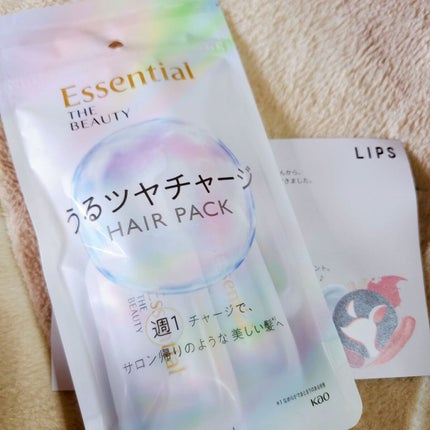 Essential
THE
BEAUTY
LIPS
うるツヤチャージ
HAIR PACK
Essential
THE
BEAUTY
週1 チャージで、
サロン帰りのような 美しい髪へ
Kao